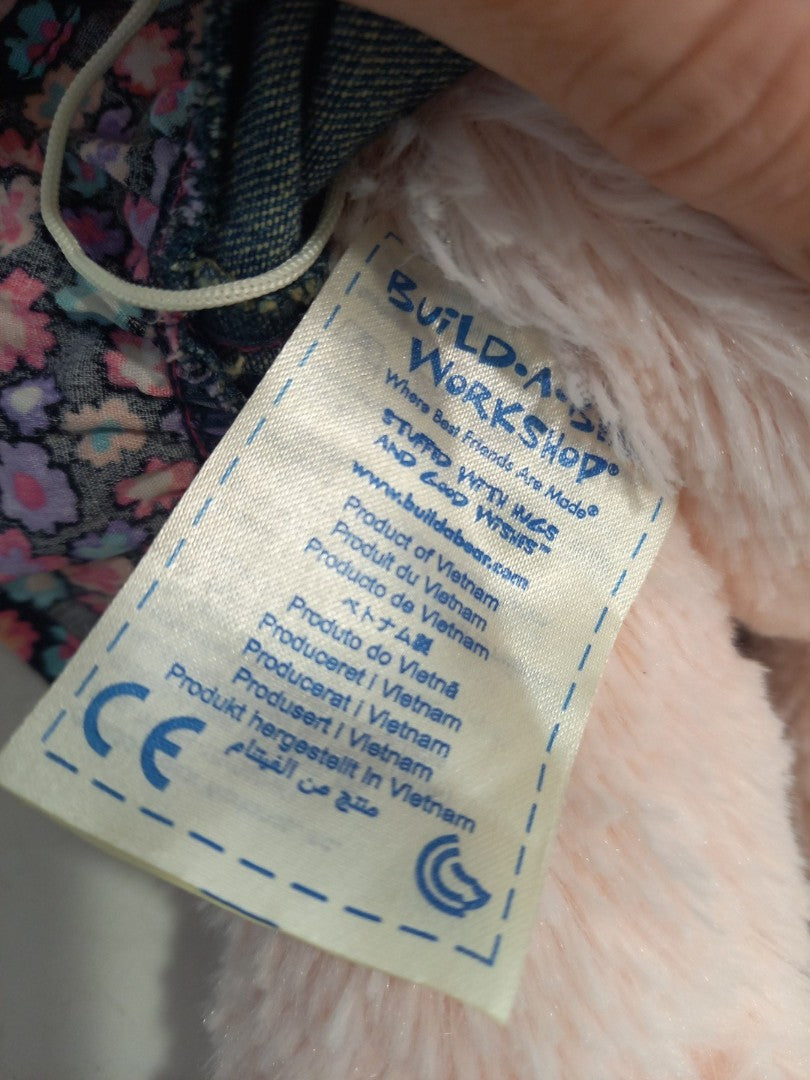 BUILD-A-BE
WORKSHOP®
Where Best Friends Are Made®
STUFFED WITH HUGS
AND GOOD WISHES™
www.buildabear.com
Product of Vietnam
Produit du Vietnam
Producto de Vietnam
ベトナム製
Produto do Vietnã
Produceret i Vietnam
Producerat i Vietnam
Produsert i Vietnam
Produkt hergestellt in Vietnam
منتج من الفيتنام
CE